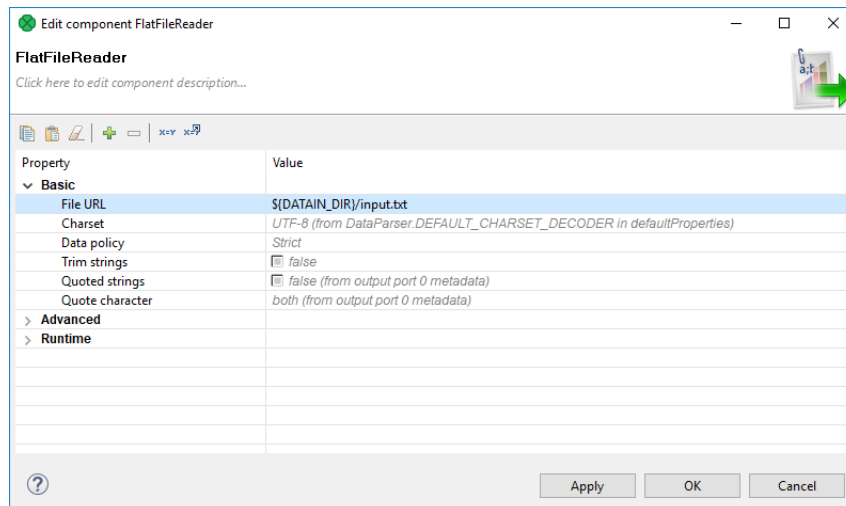 Edit component FlatFileReader
FlatFileReader
Click here to edit component description...
a;t
x=y x=y
Property Value
Basic
File URL ${DATAIN_DIR}/input.txt
Charset UTF-8 (from DataParser.DEFAULT_CHARSET_DECODER in defaultProperties)
Data policy Strict
Trim strings false
Quoted strings false (from output port 0 metadata)
Quote character both (from output port 0 metadata)
Advanced
Runtime
?
Apply OK Cancel